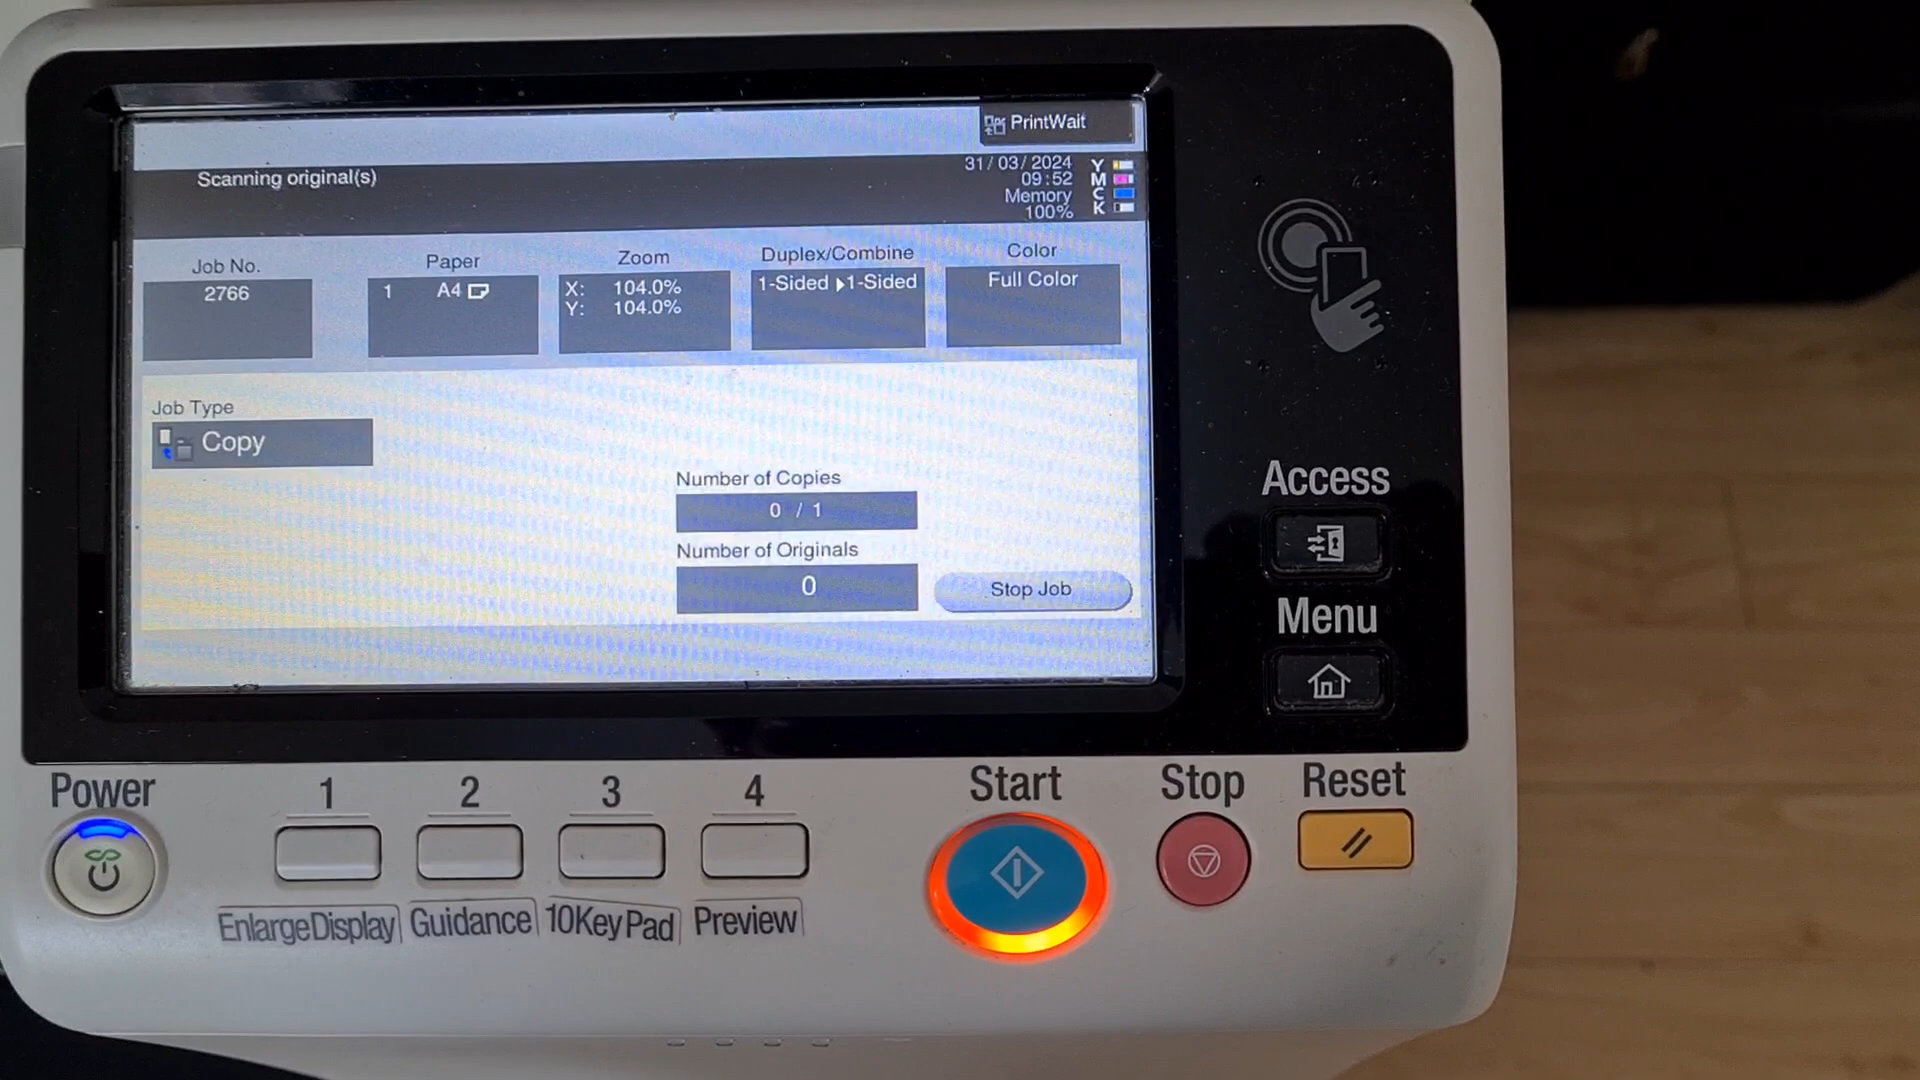 PrintWait
Scanning original(s)
31/03/2024
09:52
Memory
100%
Y
M
C
K
Job No.
2766
Paper
1 A4
Zoom
X: 104.0%
Y: 104.0%
Duplex/Combine
1-Sided ▶1-Sided
Color
Full Color
Job Type
Copy
Number of Copies
0 / 1
Number of Originals
0
Stop Job
Access
Menu
Power
1
2
3
4
Start
Stop
Reset
EnlargeDisplay
Guidance
10KeyPad
Preview